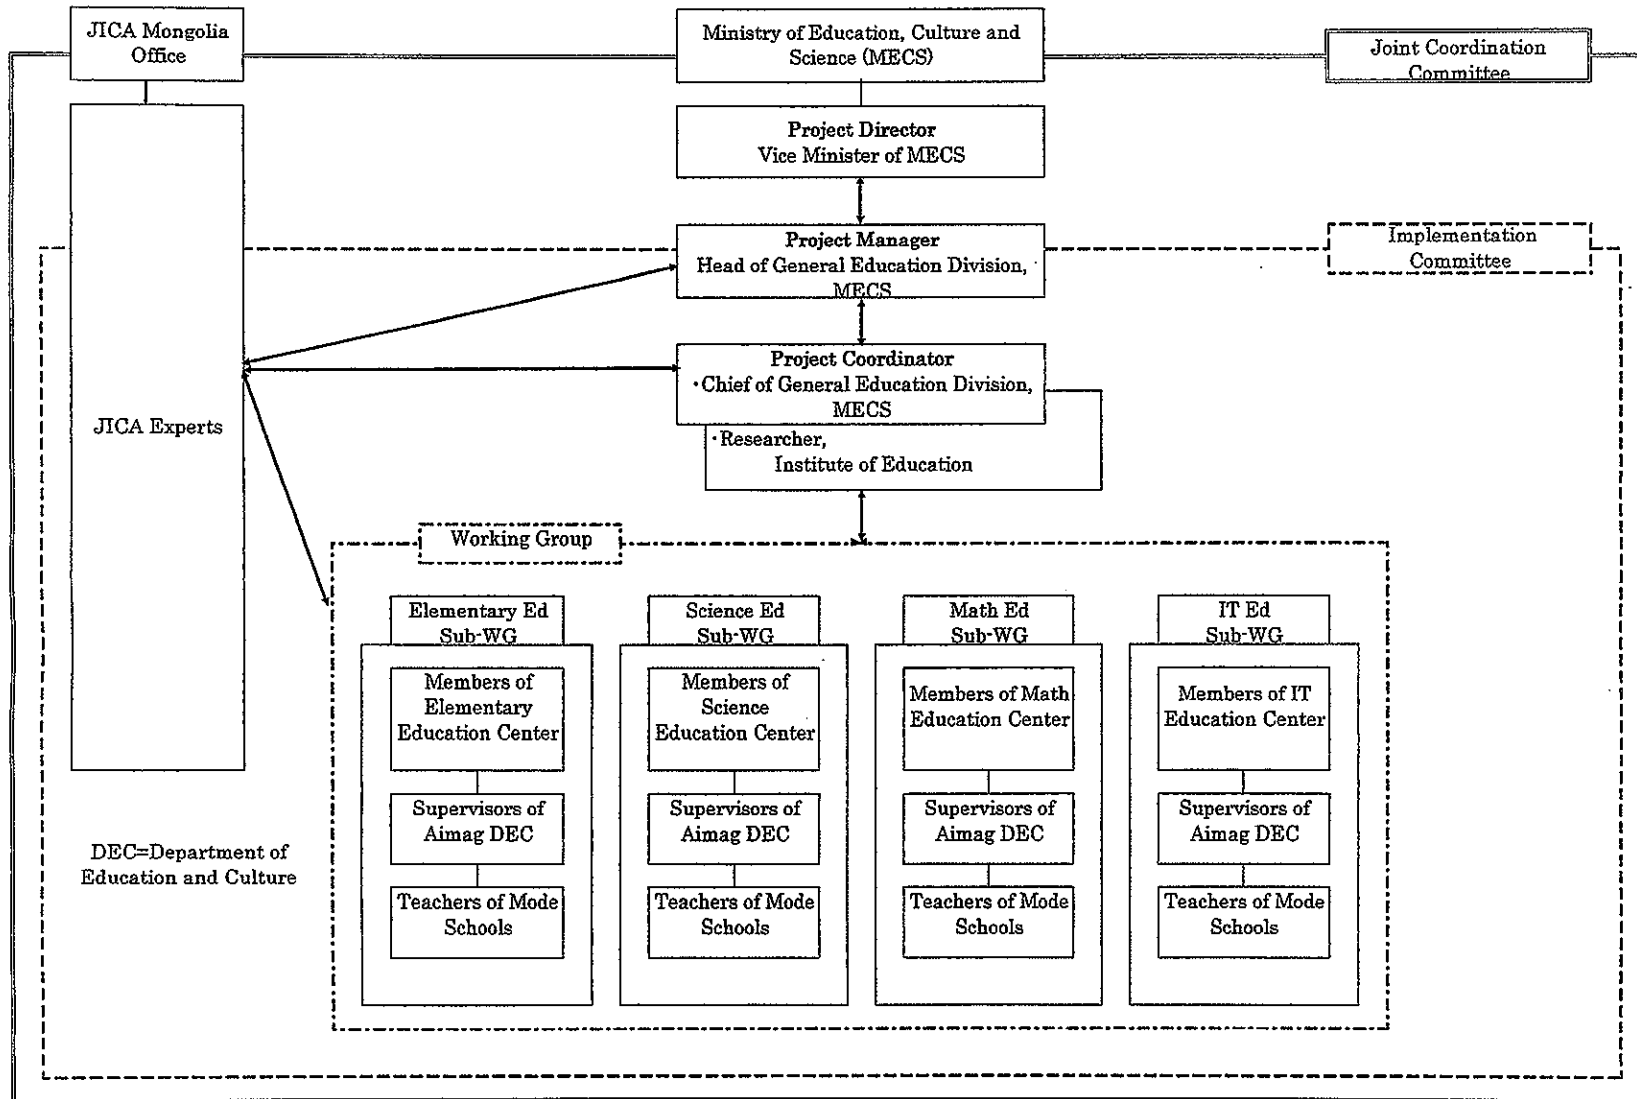 JICA Mongolia
Office
Ministry of Education, Culture and
Science (MECS)
Joint Coordination
Committee
Project Director
Vice Minister of MECS
Project Manager
Head of General Education Division,
MECS
Implementation
Committee
Project Coordinator
・Chief of General Education Division,
MECS
・Researcher,
Institute of Education
JICA Experts
Working Group
Elementary Ed
Sub-WG
Members of
Elementary
Education Center
Supervisors of
Aimag DEC
Teachers of Mode
Schools
Science Ed
Sub-WG
Members of
Science
Education Center
Supervisors of
Aimag DEC
Teachers of Mode
Schools
Math Ed
Sub-WG
Members of Math
Education Center
Supervisors of
Aimag DEC
Teachers of Mode
Schools
IT Ed
Sub-WG
Members of IT
Education Center
Supervisors of
Aimag DEC
Teachers of Mode
Schools
DEC=Department of
Education and Culture